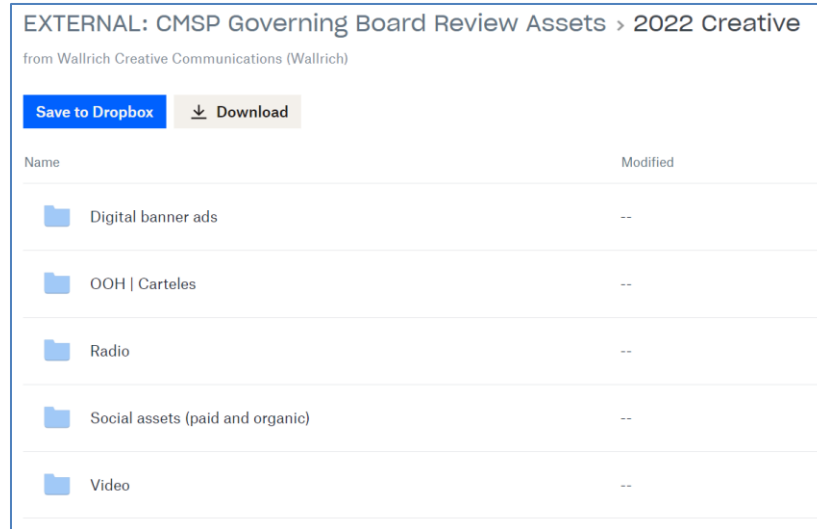 EXTERNAL: CMSP Governing Board Review Assets > 2022 Creative
from Wallrich Creative Communications (Wallrich)
Save to Dropbox Download
Name Modified
Digital banner ads --
OOH | Carteles --
Radio --
Social assets (paid and organic) --
Video --